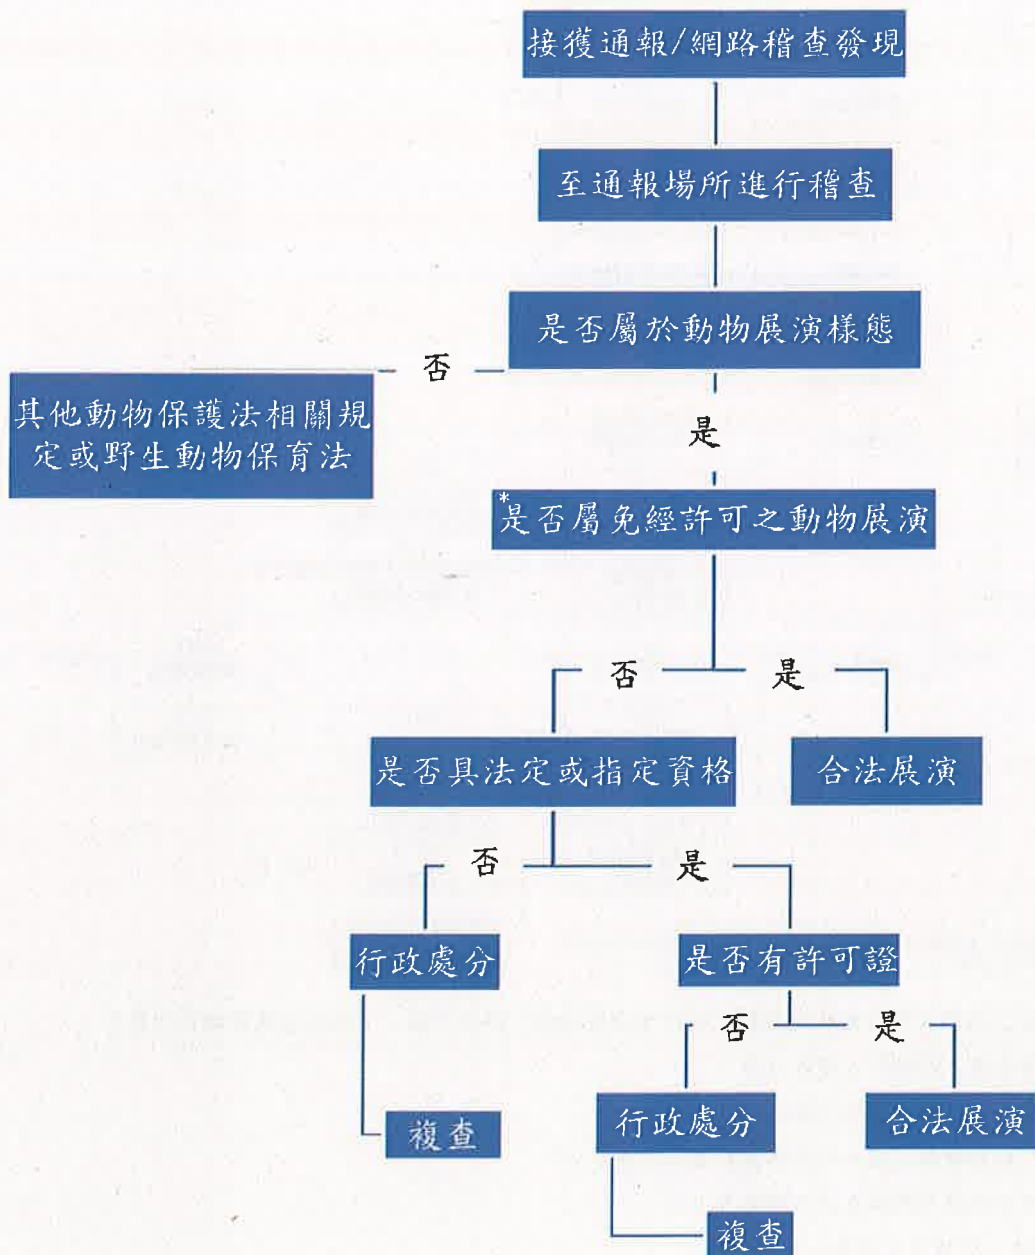 接獲通報/網路稽查發現
至通報場所進行稽查
是否屬於動物展演樣態
否
其他動物保護法相關規
定或野生動物保育法
是
*是否屬免經許可之動物展演
否
是
是否具法定或指定資格
合法展演
否
是
行政處分
是否有許可證
否
是
複查
行政處分
合法展演
複查